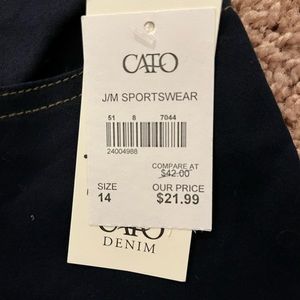 CATO
J/M SPORTSWEAR
51 8 7044
24004988
COMPARE AT
$42.00
SIZE OUR PRICE
14 $21.99
CATO
DENIM